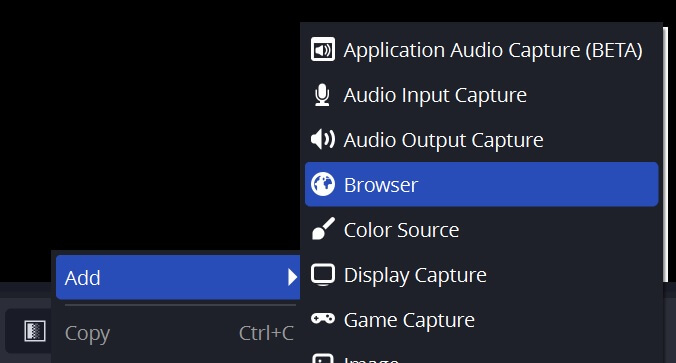 Application Audio Capture (BETA)
Audio Input Capture
Audio Output Capture
Browser
Color Source
Display Capture
Game Capture
Image
Add
Copy Ctrl+C